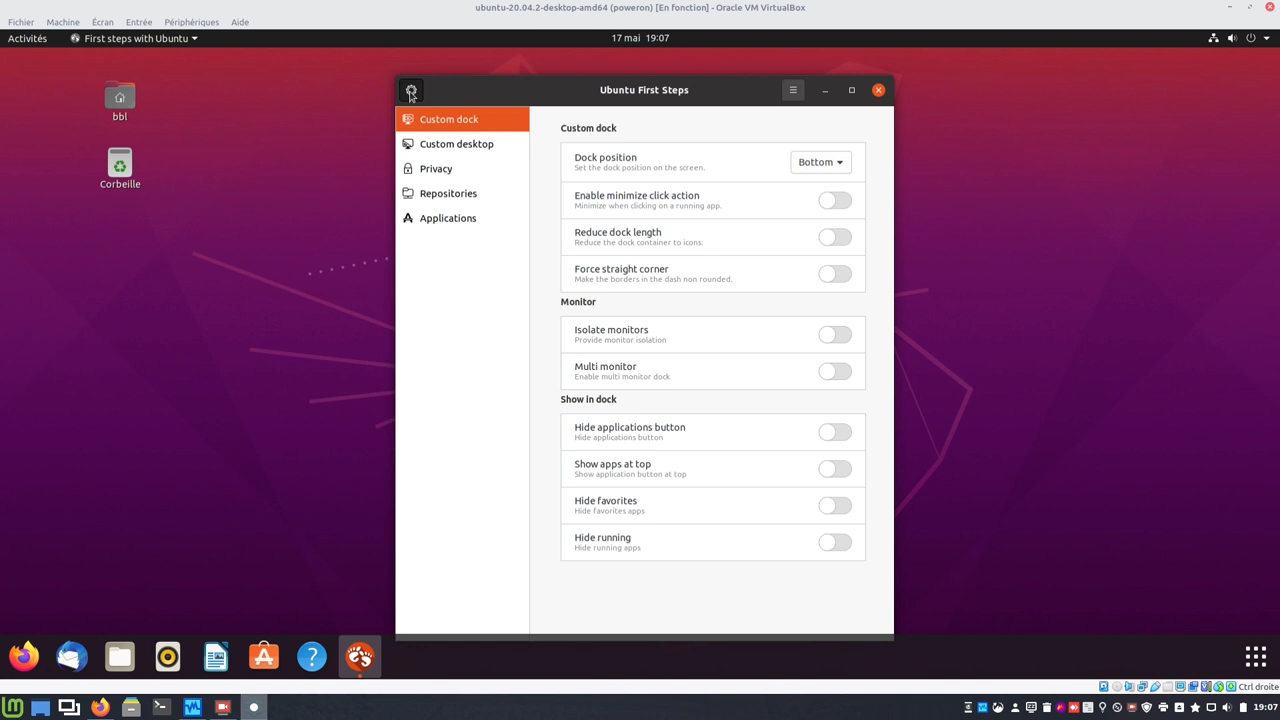 ubuntu-20.04.2-desktop-amd64 (poweron) [En fonction] - Oracle VM VirtualBox
Fichier Machine Écran Entrée Périphériques Aide
Activités First steps with Ubuntu 17 mai 19:07
Ubuntu First Steps
bbl
Corbeille
Custom dock
Custom desktop
Privacy
Repositories
Applications
Custom dock
Dock position
Set the dock position on the screen.
Bottom
Enable minimize click action
Minimize when clicking on a running app.
Reduce dock length
Reduce the dock container to icons.
Force straight corner
Make the borders in the dash non rounded.
Monitor
Isolate monitors
Provide monitor isolation
Multi monitor
Enable multi monitor dock
Show in dock
Hide applications button
Hide applications button
Show apps at top
Show application button at top
Hide favorites
Hide favorites apps
Hide running
Hide running apps
Ctrl droite
19:07